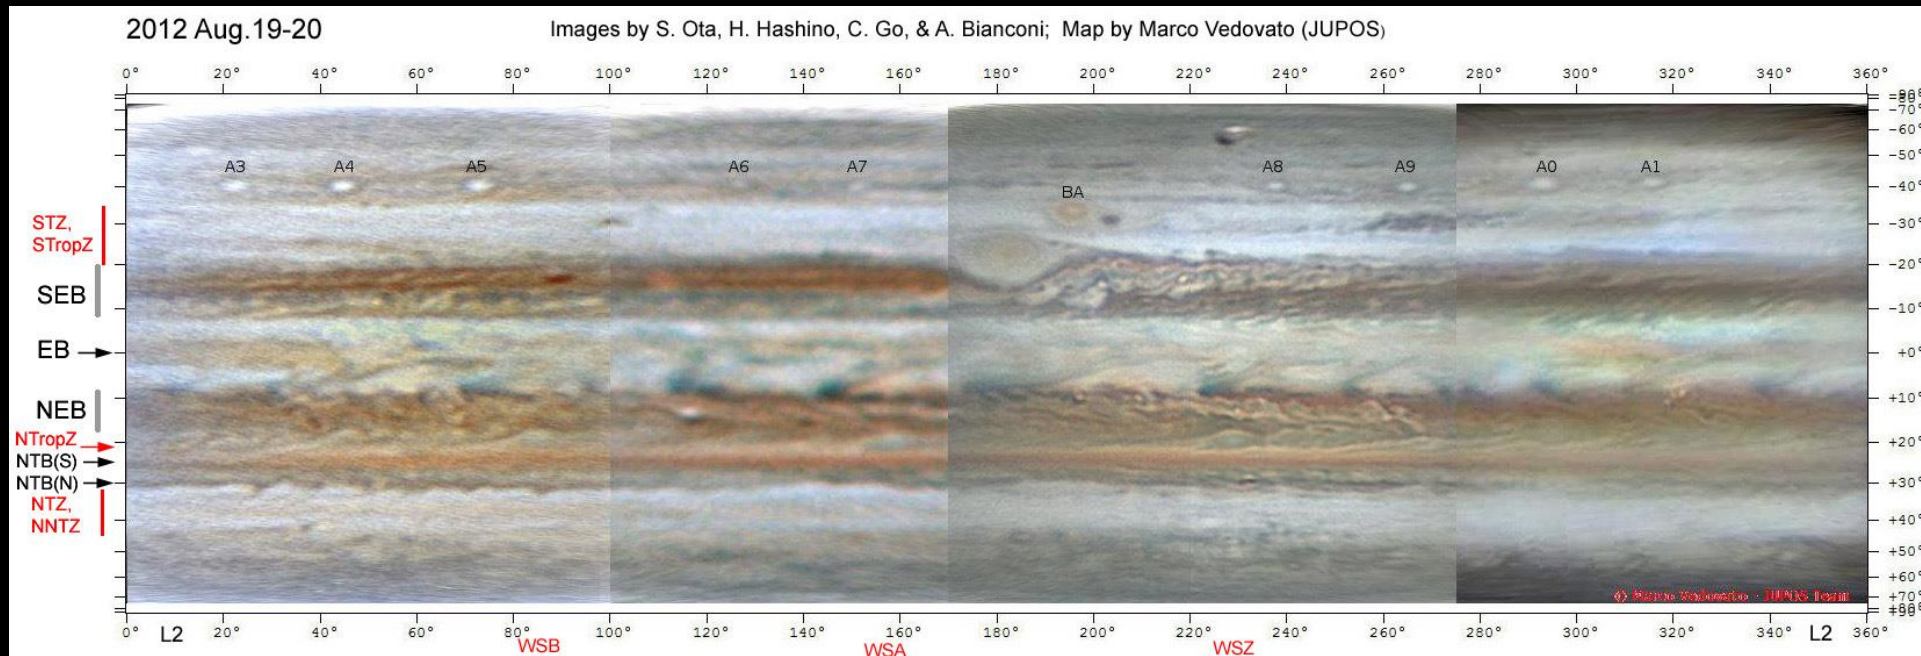 2012 Aug.19-20
Images by S. Ota, H. Hashino, C. Go, & A. Bianconi; Map by Marco Vedovato (JUPOS)
0° 20° 40° 60° 80° 100° 120° 140° 160° 180° 200° 220° 240° 260° 280° 300° 320° 340° 360°
-70°
-60°
-50°
A3 A4 A5 A6 A7 A8 A9 A0 A1
-40°
BA
STZ,
STropZ
-30°
-20°
SEB
-10°
EB
+0°
NEB
+10°
NTropZ
+20°
NTB(S)
NTB(N)
+30°
NTZ,
NNTZ
+40°
+50°
+60°
© Marco Vedovato - JUPOS Team
+70°
0° L2 20° 40° 60° 80° 100° 120° 140° 160° 180° 200° 220° 240° 260° 280° 300° 320° 340° L2 360°
WSB WSA WSZ